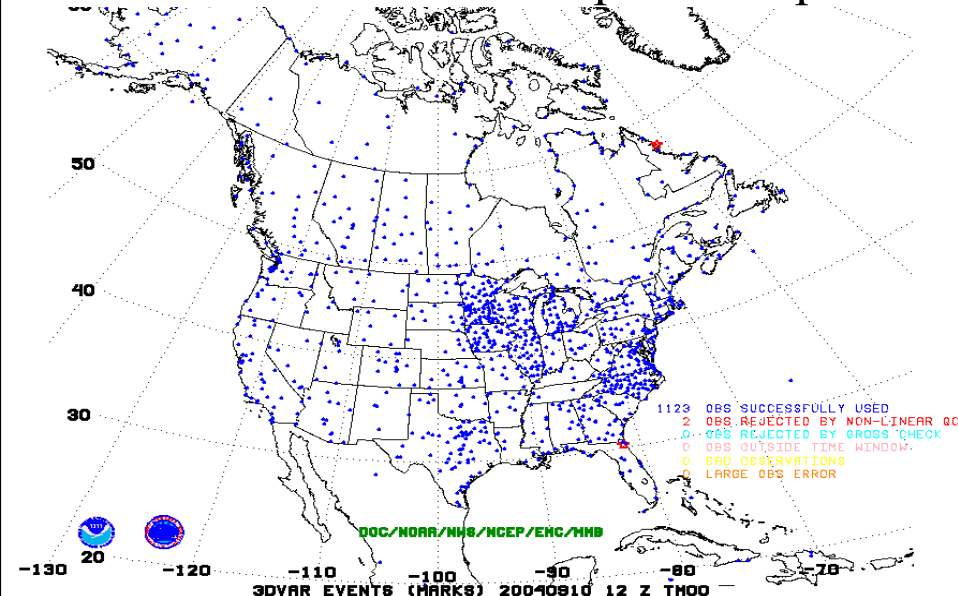 50
40
30
20
1123 OBS SUCCESSFULLY USED
2 OBS REJECTED BY NON-LINEAR QC
0 OBS REJECTED BY GROSS CHECK
0 OBS OUTSIDE TIME WINDOW
0 BAD OBSERVATIONS
0 LARGE OBS ERROR
DOC/NOAA/NWS/NCEP/EMC/MMB
-130 -120 -110 -100 -90 -80 -70
3DVAR EVENTS (MARKS) 20040910 12 Z TM00